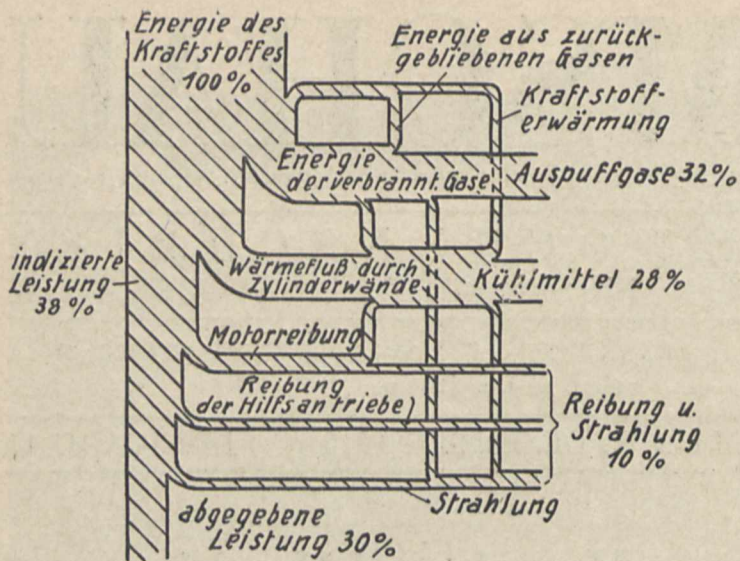 Energie des
Kraftstoffes
100%
Energie aus zurück-
gebliebenen Gasen
Kraftstoff-
erwärmung
Energie
der verbrannt. Gase
Auspuffgase 32%
indizierte
Leistung
38%
Wärmefluß durch
Zylinderwände
Kühlmittel 28%
Motorreibung
Reibung
der Hilfsantriebe
Reibung u.
Strahlung
10%
Strahlung
abgegebene
Leistung 30%